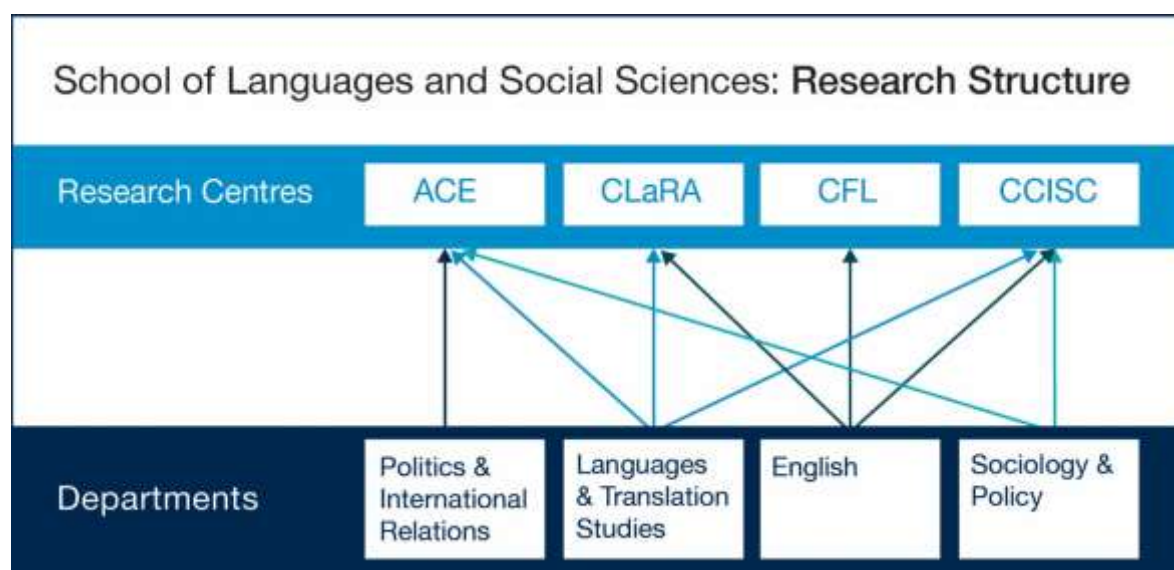 School of Languages and Social Sciences: Research Structure
Research Centres
ACE
CLaRA
CFL
CCISC
Departments
Politics &
International
Relations
Languages
& Translation
Studies
English
Sociology &
Policy